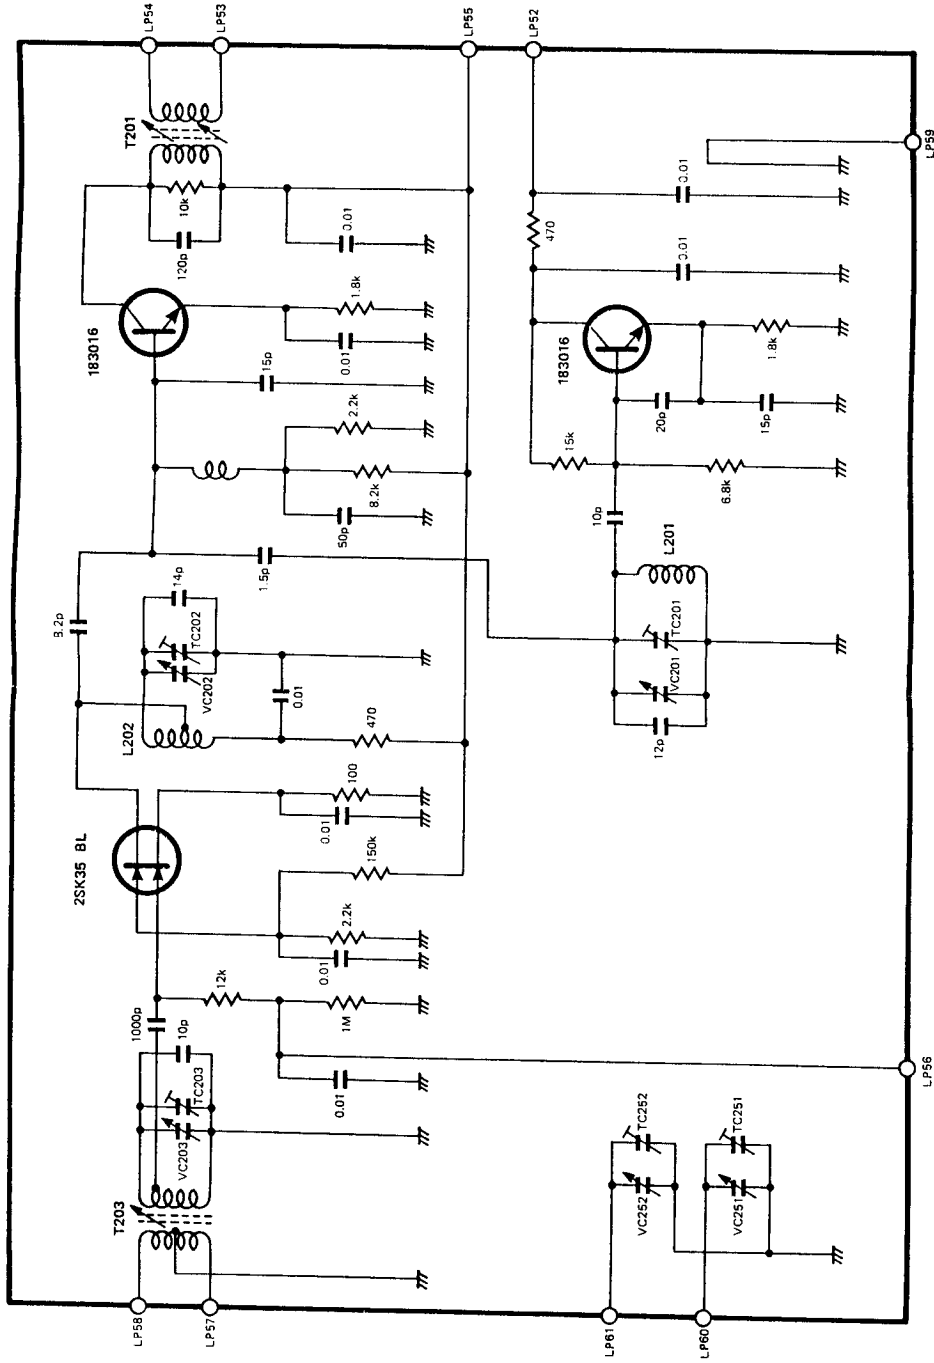 LP54
LP53
LP55
LP52
LP59
T201
10k
120p
0.01
0.01
0.01
470
183016
1.8k
0.01
15p
183016
1.8k
20p
15p
2.2k
8.2k
50p
15k
6.8k
10p
L201
8.2p
1.5p
14p
TC202
VC202
L202
0.01
470
TC201
VC201
12p
2SK35 BL
100
0.01
150k
2.2k
0.01
12k
1M
0.01
1000p
10p
TC203
VC203
T203
LP56
TC252
VC252
TC251
VC251
LP58
LP57
LP61
LP60